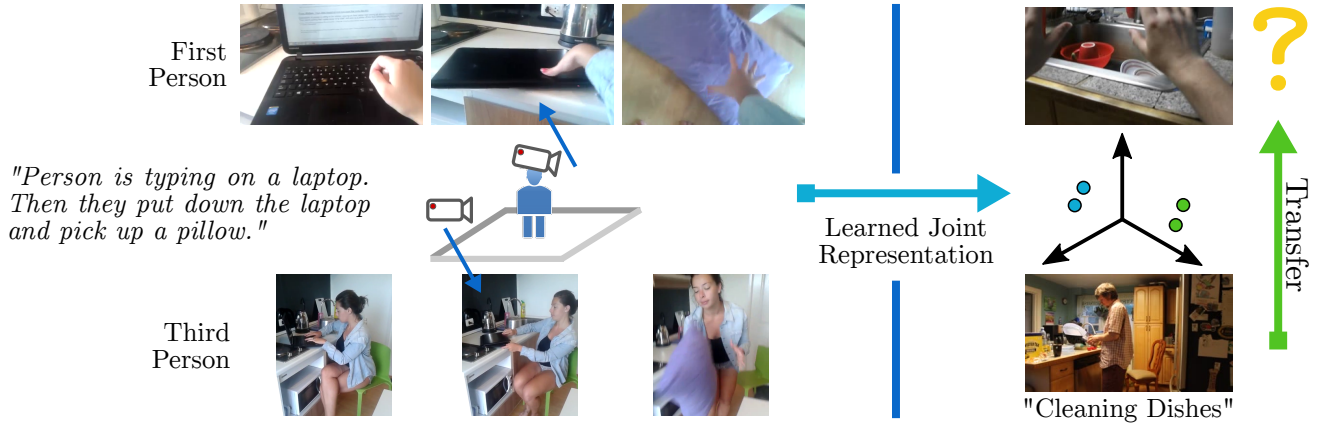 First
Person
"Person is typing on a laptop.
Then they put down the laptop
and pick up a pillow."
Third
Person
Learned Joint
Representation
?
Transfer
"Cleaning Dishes"